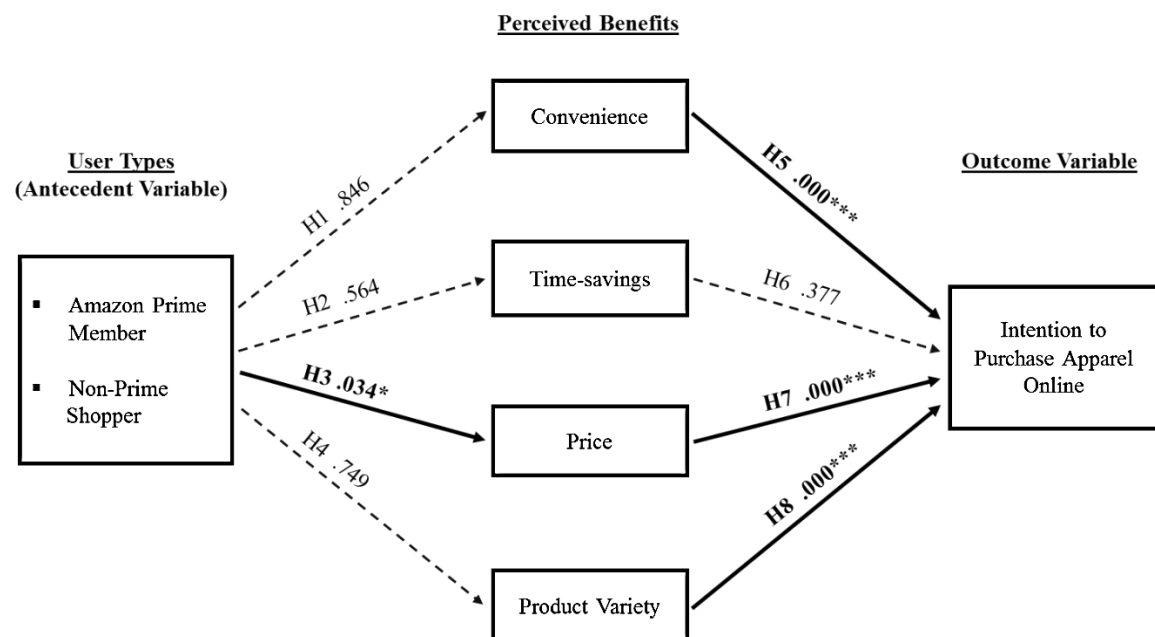 Perceived Benefits
User Types
(Antecedent Variable)
Outcome Variable
▪ Amazon Prime
Member
▪ Non-Prime
Shopper
H1 .846
H2 .564
H3 .034*
H4 .749
Convenience
Time-savings
Price
Product Variety
H5 .000***
H6 .377
H7 .000***
H8 .000***
Intention to
Purchase Apparel
Online